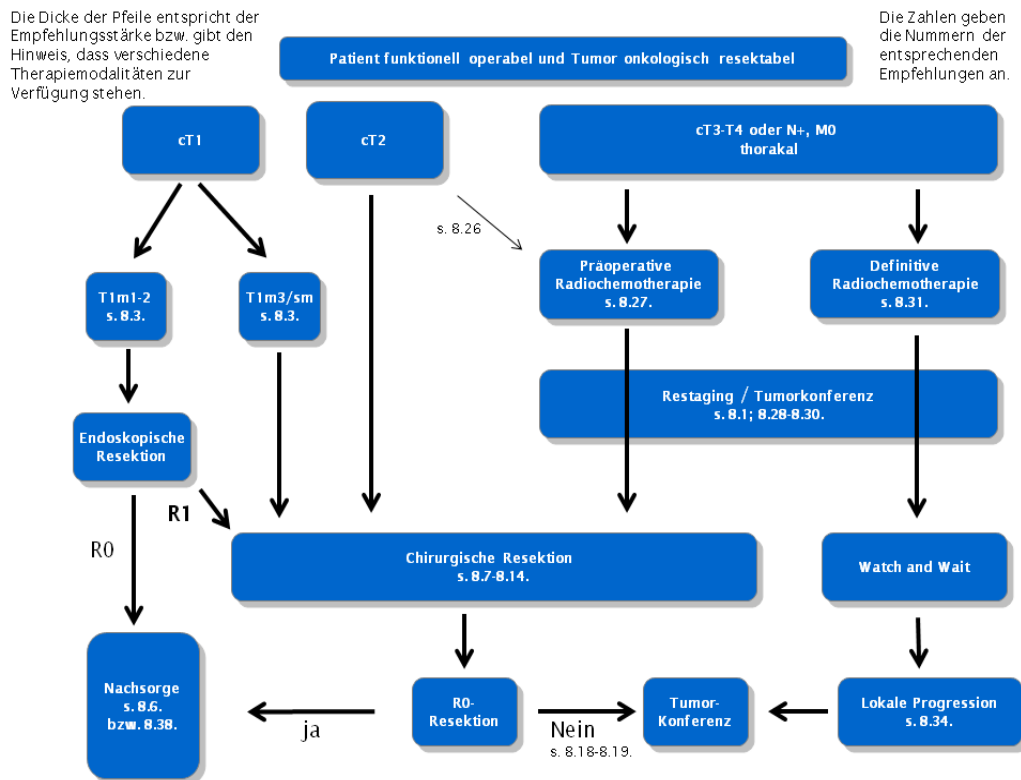 Die Dicke der Pfeile entspricht der
Empfehlungsstärke bzw. gibt den
Hinweis, dass verschiedene
Therapiemodalitäten zur
Verfügung stehen.
Die Zahlen geben
die Nummern der
entsprechenden
Empfehlungen an.
Patient funktionell operabel und Tumor onkologisch resektabel
cT1
cT2
cT3-T4 oder N+, M0
thorakal
s. 8.26
T1m1-2
s. 8.3.
T1m3/sm
s. 8.3.
Präoperative
Radiochemotherapie
s. 8.27.
Definitive
Radiochemotherapie
s. 8.31.
Restaging / Tumorkonferenz
s. 8.1; 8.28-8.30.
Endoskopische
Resektion
R1
R0
Chirurgische Resektion
s. 8.7-8.14.
Watch and Wait
Nachsorge
s. 8.6.
bzw. 8.38.
ja
R0-
Resektion
Nein
s. 8.18-8.19.
Tumor-
Konferenz
Lokale Progression
s. 8.34.